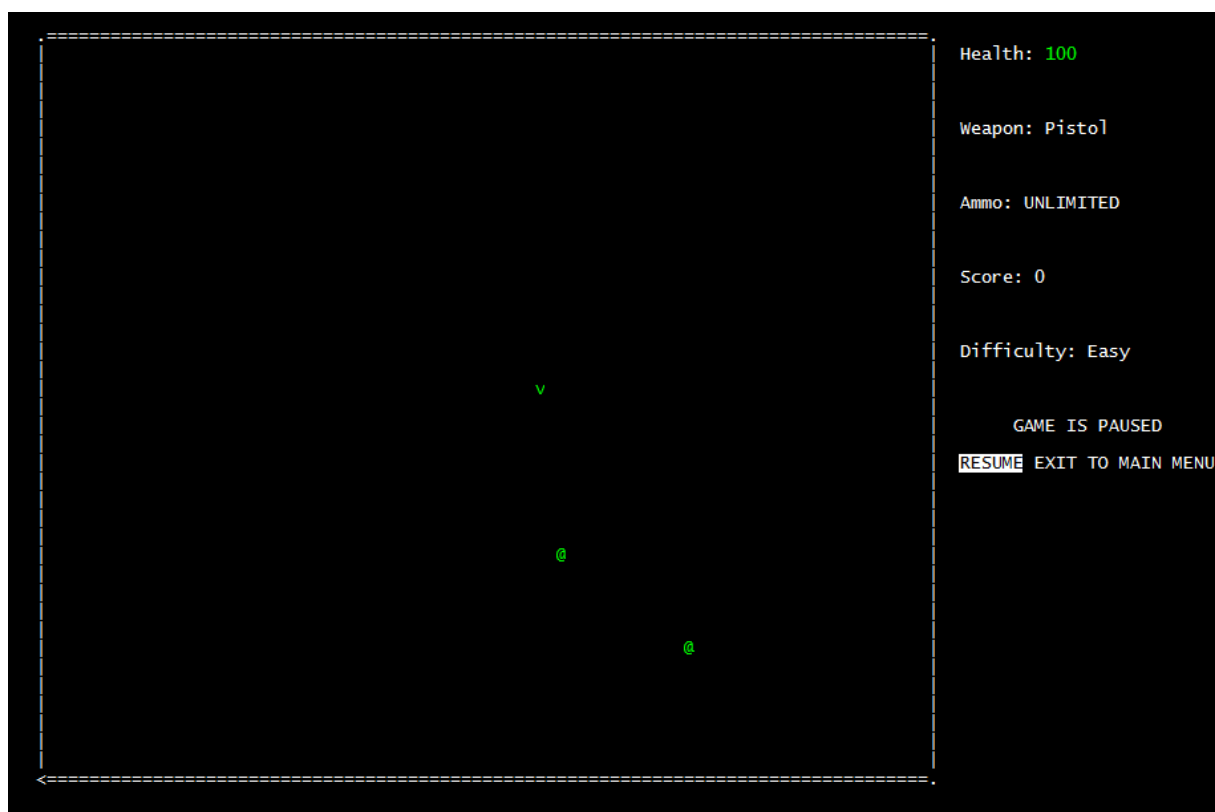 Health: 100
Weapon: Pistol
Ammo: UNLIMITED
Score: 0
Difficulty: Easy
v
GAME IS PAUSED
RESUME EXIT TO MAIN MENU
@
@